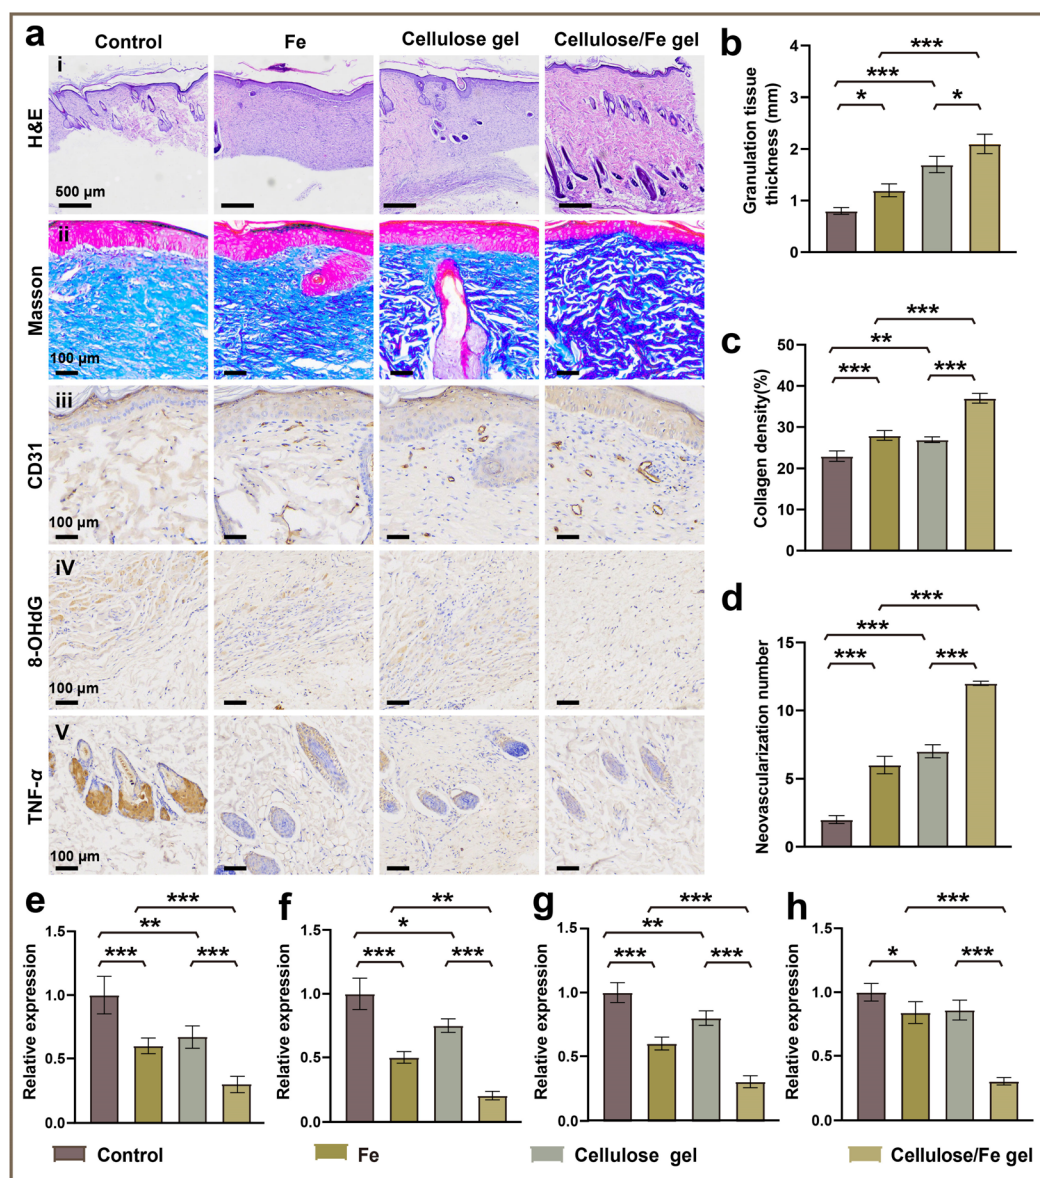 a
Control
Fe
Cellulose gel
Cellulose/Fe gel
i
H&E
500 μm
ii
Masson
100 μm
iii
CD31
100 μm
iV
8-OHdG
100 μm
V
TNF-α
100 μm
b
Granulation tissue
thickness (mm)
4
3
2
1
0
***
***
*
*
c
Collagen density(%)
50
40
30
20
10
0
***
**
***
***
d
Neovascularization number
15
10
5
0
***
***
***
***
e
Relative expression
1.5
1.0
0.5
0.0
***
**
***
***
f
Relative expression
1.5
1.0
0.5
0.0
**
*
***
***
g
Relative expression
1.5
1.0
0.5
0.0
***
**
***
***
h
Relative expression
1.5
1.0
0.5
0.0
***
*
***
Control
Fe
Cellulose gel
Cellulose/Fe gel